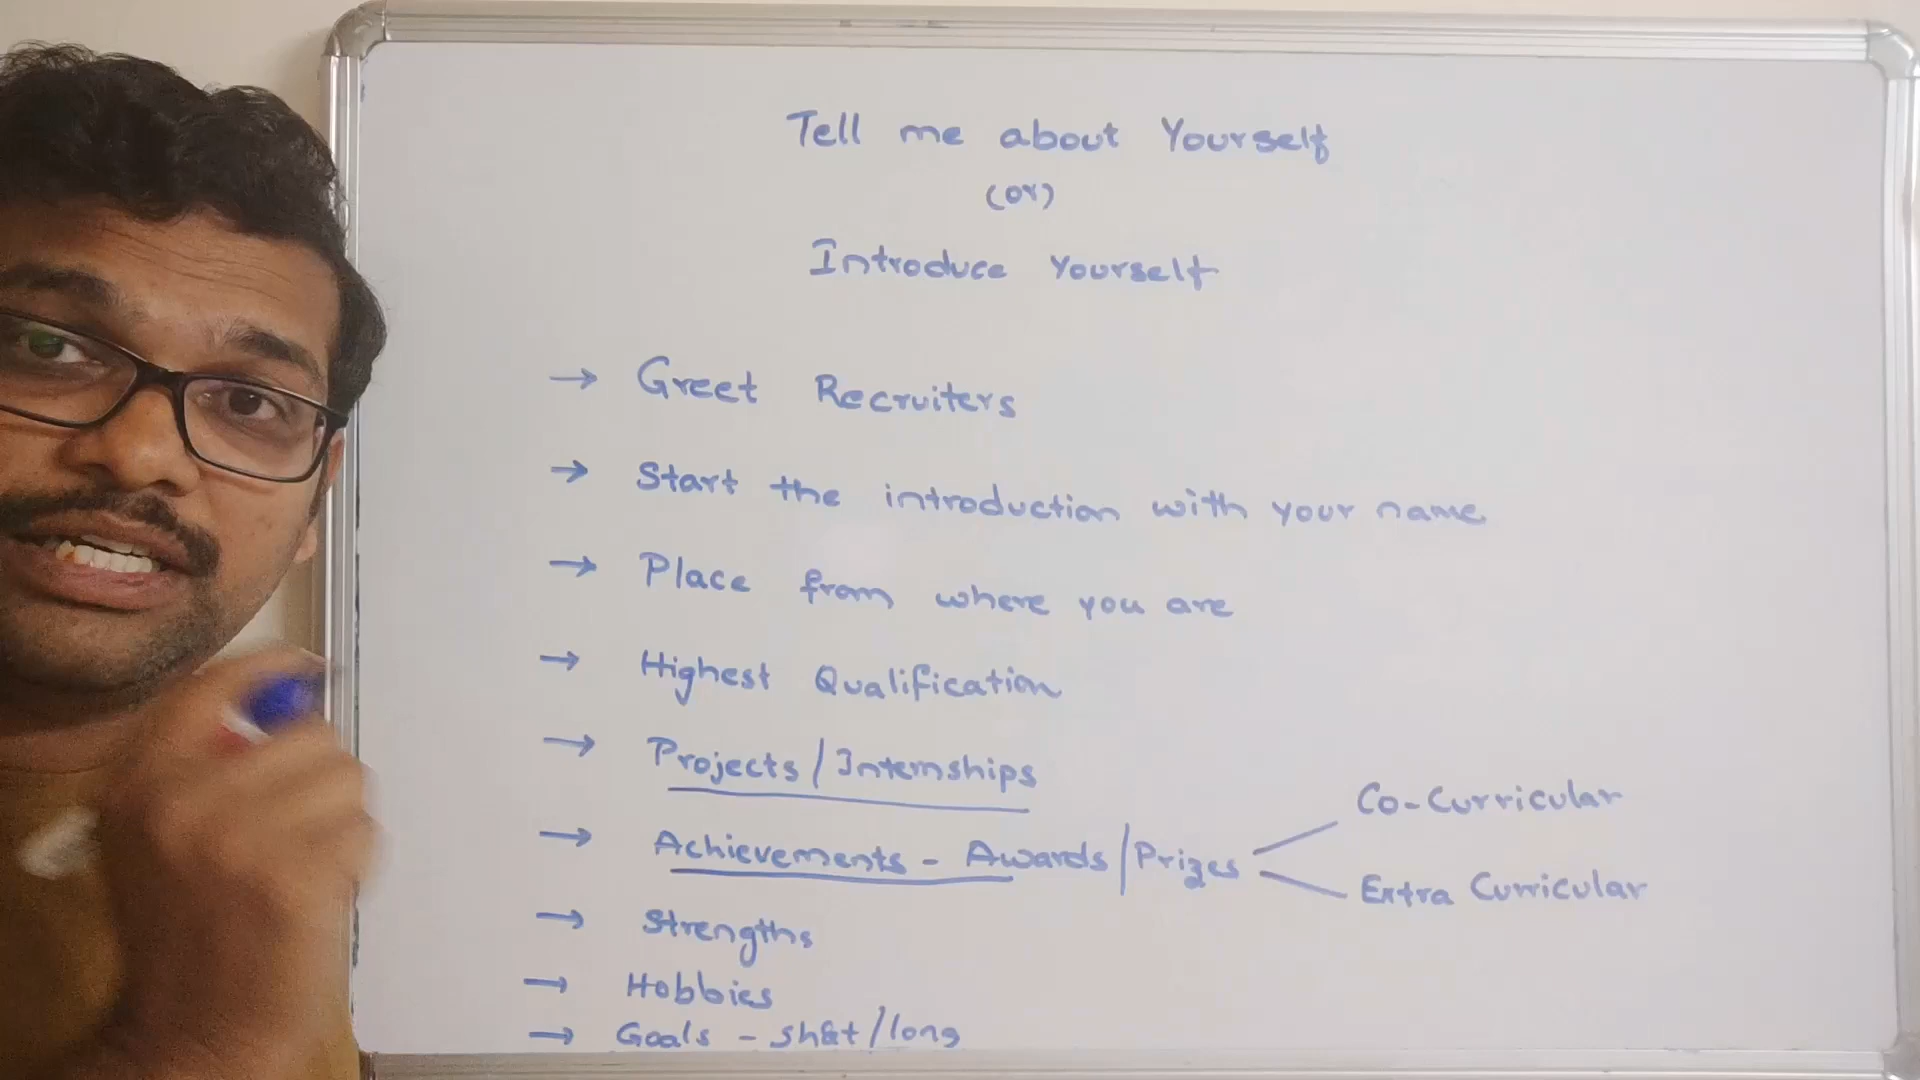 Tell me about Yourself
(or)
Introduce Yourself
→ Greet Recruiters
→ Start the introduction with your name
→ Place from where you are
→ Highest Qualification
→ Projects/Internships
→ Achievements - Awards/Prizes
Co-Curricular
Extra Curricular
→ Strengths
→ Hobbies
→ Goals - short/long